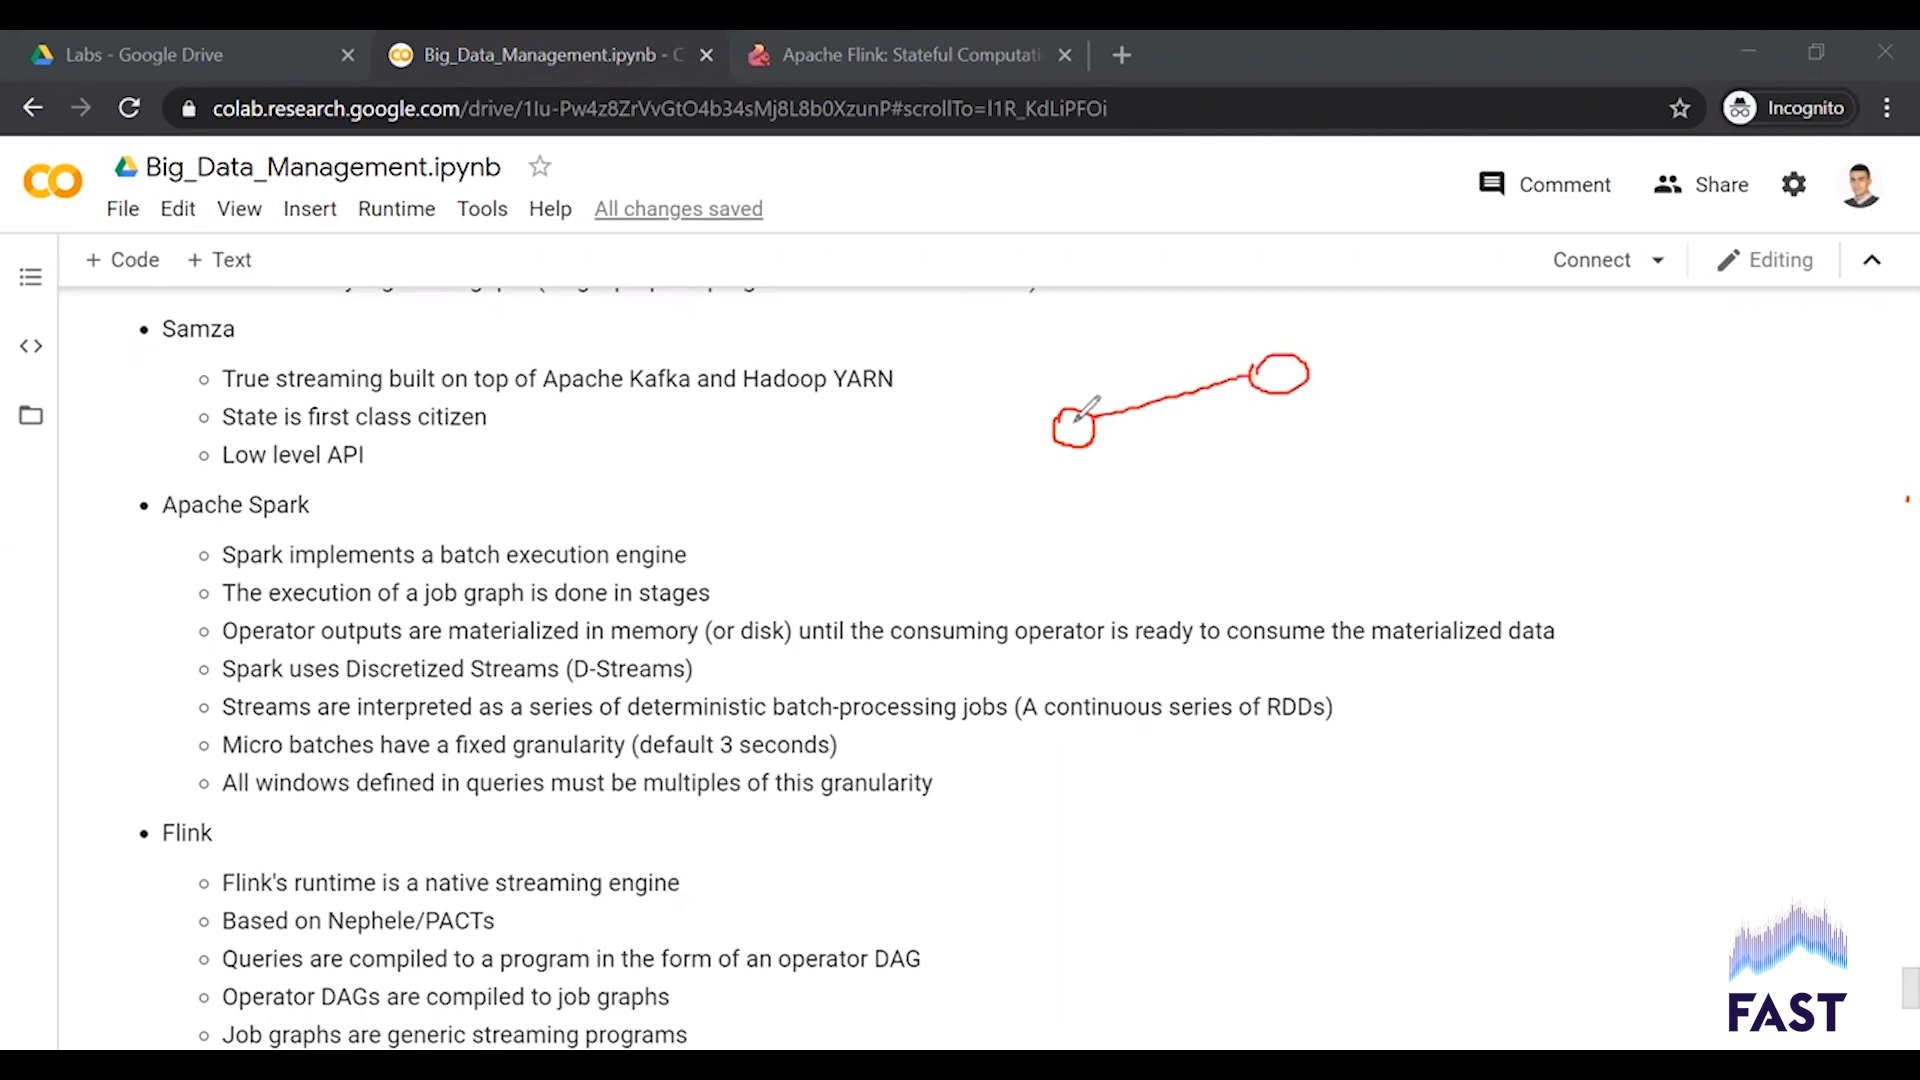 Labs - Google Drive
Big_Data_Management.ipynb - C
Apache Flink: Stateful Computati
colab.research.google.com/drive/1Iu-Pw4z8ZrVvGtO4b34sMj8L8b0XzunP#scrollTo=l1R_KdLiPFOi
Incognito
Big_Data_Management.ipynb
Comment
Share
File Edit View Insert Runtime Tools Help All changes saved
+ Code + Text
Connect
Editing
• Samza
○ True streaming built on top of Apache Kafka and Hadoop YARN
○ State is first class citizen
○ Low level API
• Apache Spark
○ Spark implements a batch execution engine
○ The execution of a job graph is done in stages
○ Operator outputs are materialized in memory (or disk) until the consuming operator is ready to consume the materialized data
○ Spark uses Discretized Streams (D-Streams)
○ Streams are interpreted as a series of deterministic batch-processing jobs (A continuous series of RDDs)
○ Micro batches have a fixed granularity (default 3 seconds)
○ All windows defined in queries must be multiples of this granularity
• Flink
○ Flink's runtime is a native streaming engine
○ Based on Nephele/PACTs
○ Queries are compiled to a program in the form of an operator DAG
○ Operator DAGs are compiled to job graphs
○ Job graphs are generic streaming programs
FAST